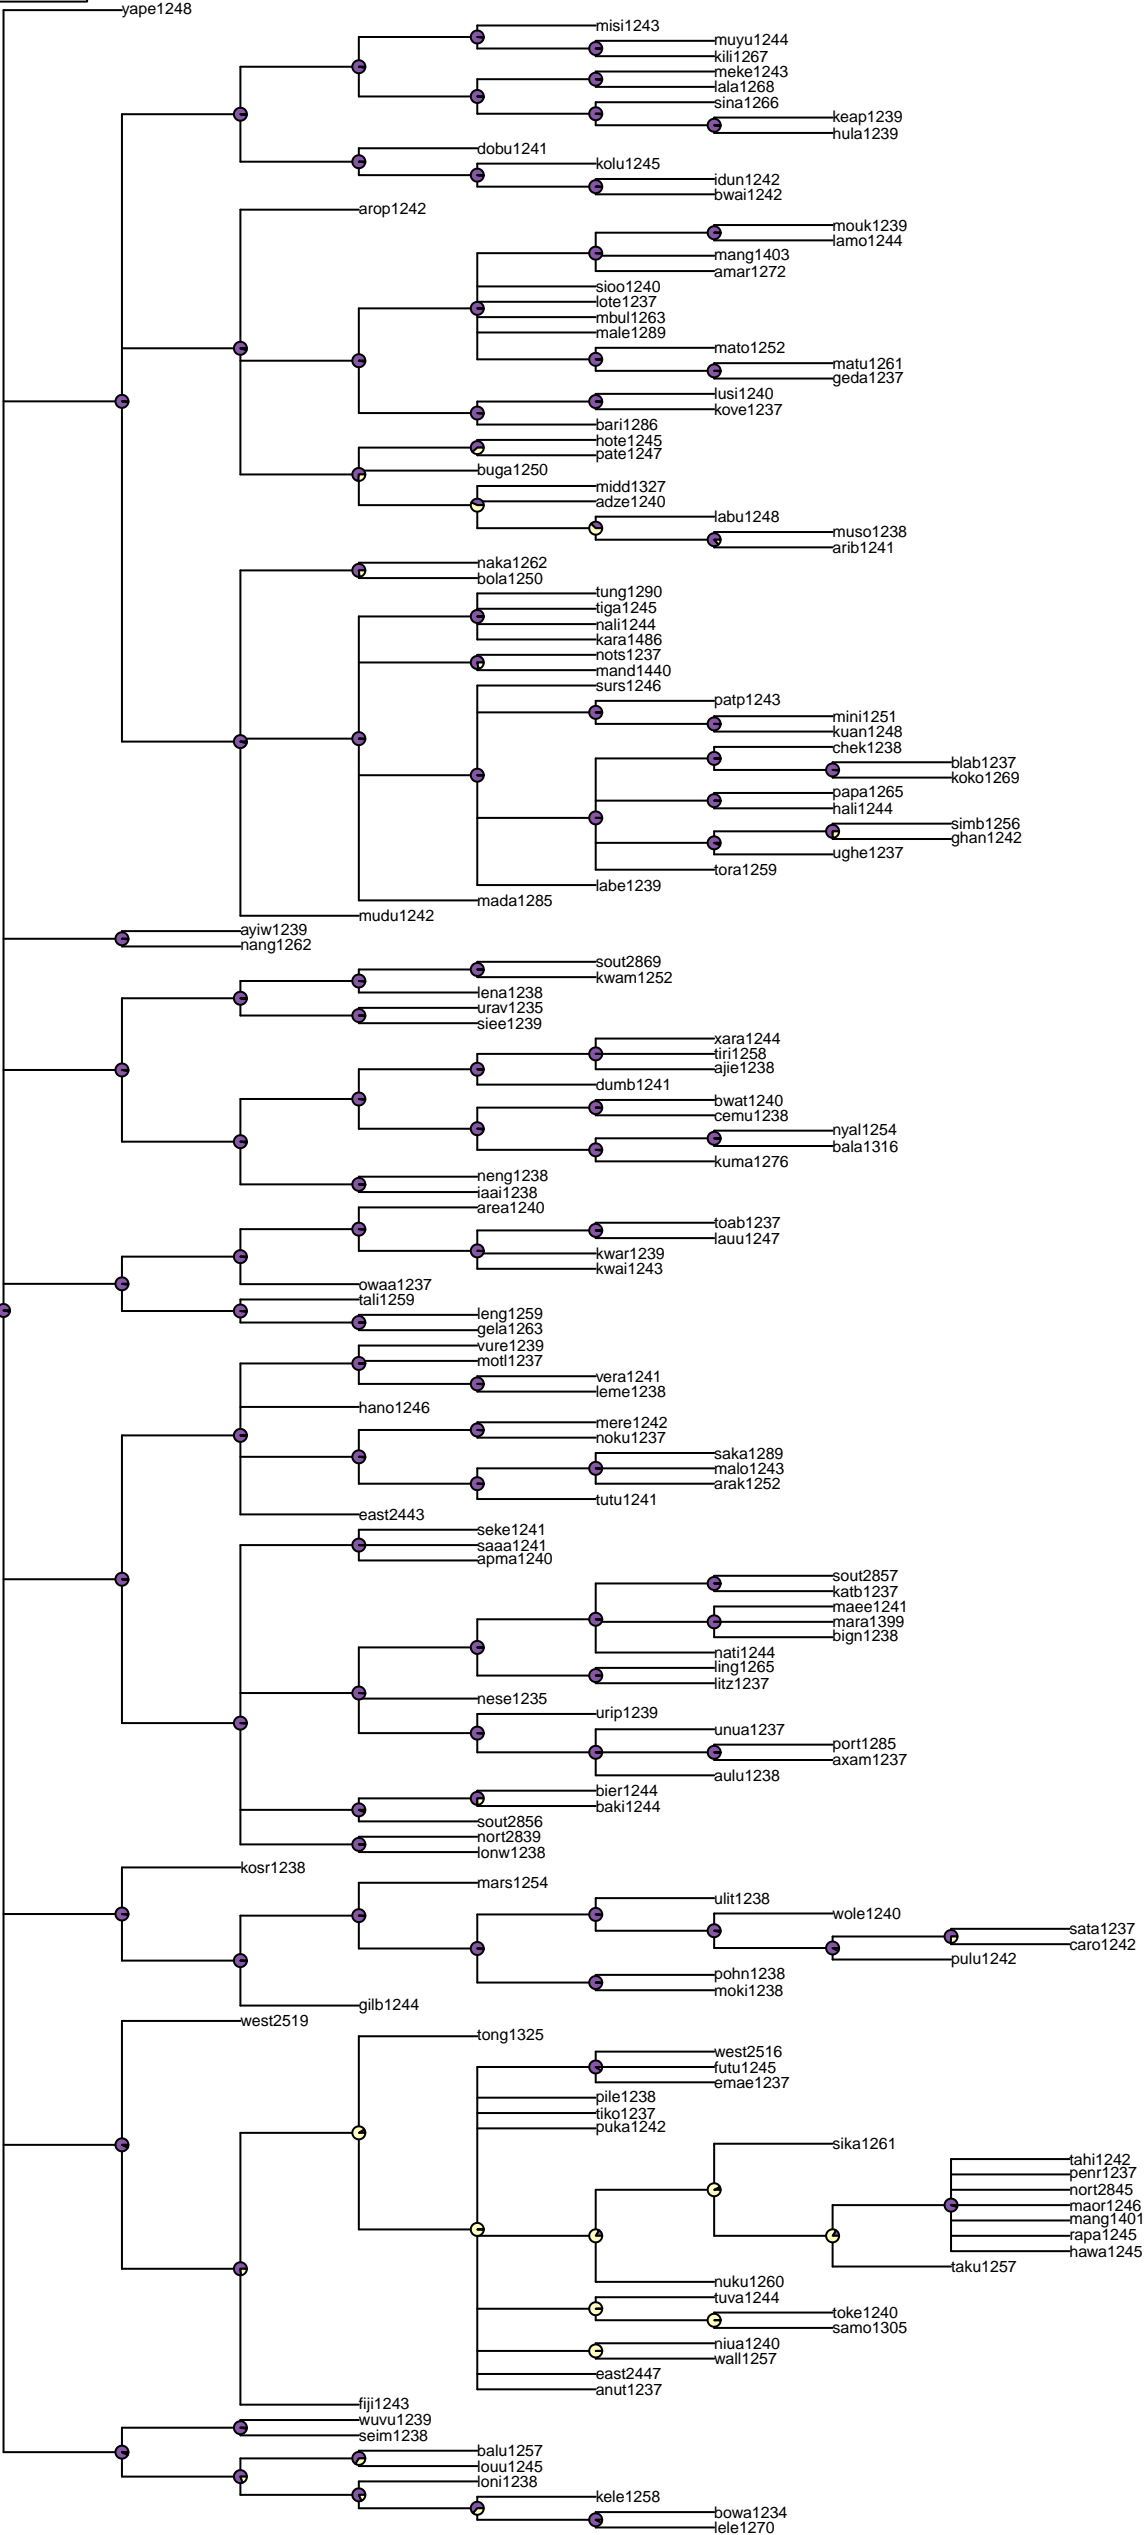 yape1248
misi1243
muyu1244
kili1267
meke1243
lala1268
sina1266
keap1239
hula1239
dobu1241
kolu1245
idun1242
bwai1242
arop1242
mouk1239
lamo1244
mang1403
amar1272
sioo1240
lote1237
mbul1263
male1289
mato1252
matu1261
geda1237
lusi1240
kove1237
bari1286
hote1245
pate1247
buga1250
midd1327
adze1240
labu1248
muso1238
arib1241
naka1262
bola1250
tung1290
tiga1245
nali1244
kara1486
nots1237
mand1440
surs1246
patp1243
mini1251
kuan1248
chek1238
blab1237
koko1269
papa1265
hali1244
simb1256
ghan1242
ughe1237
tora1259
labe1239
mada1285
mudu1242
ayiw1239
nang1262
sout2869
kwam1252
lena1238
urav1235
siee1239
xara1244
tiri1258
ajie1238
dumb1241
bwat1240
cemu1238
nyal1254
bala1316
kuma1276
neng1238
iaai1238
area1240
toab1237
lauu1247
kwar1239
kwai1243
owaa1237
tali1259
leng1259
gela1263
vure1239
motl1237
vera1241
leme1238
hano1246
mere1242
noku1237
saka1289
malo1243
arak1252
tutu1241
east2443
seke1241
saaa1241
apma1240
sout2857
katb1237
maee1241
mara1399
bign1238
nati1244
ling1265
litz1237
nese1235
urip1239
unua1237
port1285
axam1237
aulu1238
bier1244
baki1244
sout2856
nort2839
lonw1238
kosr1238
mars1254
ulit1238
wole1240
sata1237
caro1242
pulu1242
pohn1238
moki1238
gilb1244
west2519
tong1325
west2516
futu1245
emae1237
pile1238
tiko1237
puka1242
sika1261
tahi1242
penr1237
nort2845
maor1246
mang1401
rapa1245
hawa1245
taku1257
nuku1260
tuva1244
toke1240
samo1305
niua1240
wall1257
east2447
anut1237
fiji1243
wuvu1239
seim1238
balu1257
louu1245
loni1238
kele1258
bowa1234
lele1270